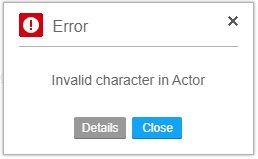 Error
Invalid character in Actor
Details
Close